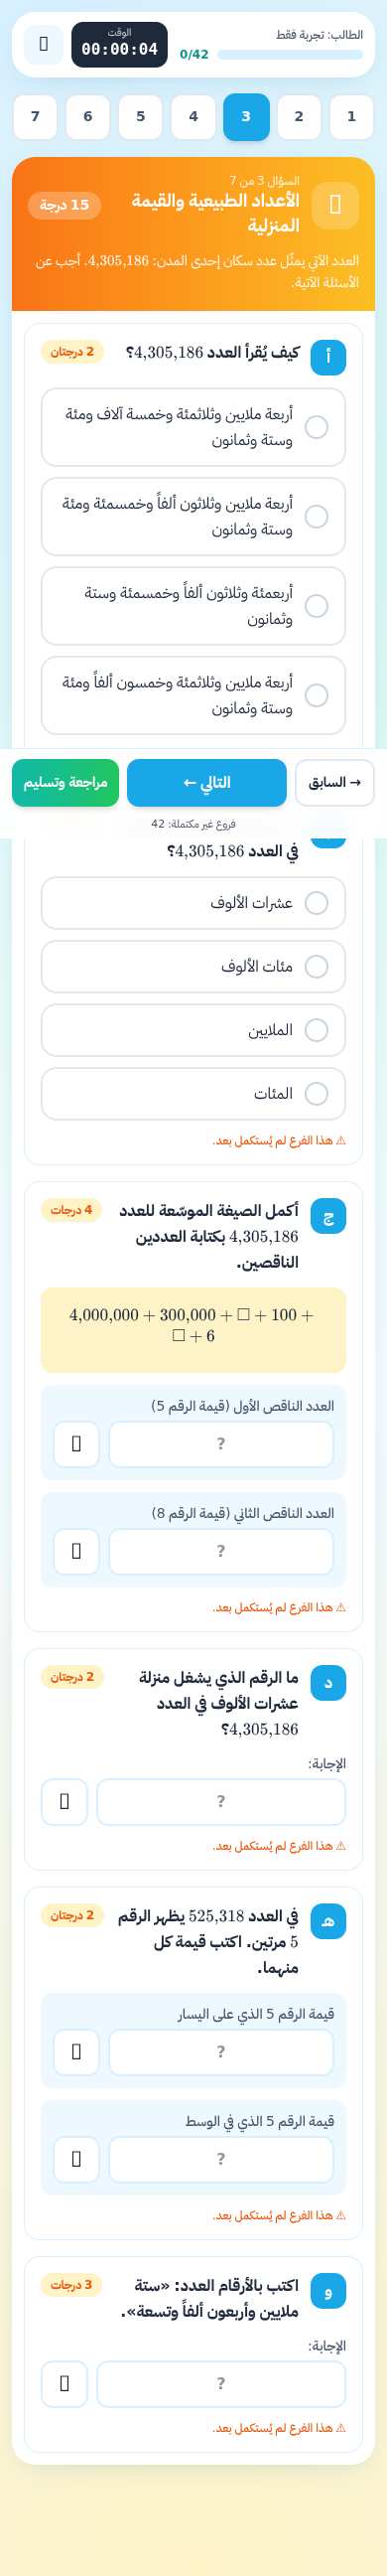 الطالب: تجربة فقط
0/42
الوقت
00:00:04
1
2
3
4
5
6
7
السؤال 3 من 7
الأعداد الطبيعية والقيمة
المنزلية
15 درجة
العدد الآتي يمثّل عدد سكان إحدى المدن: 4,305,186. أجب عن
الأسئلة الآتية.
أ
كيف يُقرأ العدد 4,305,186؟
2 درجتان
أربعة ملايين وثلاثمئة وخمسة آلاف ومئة
وستة وثمانون
أربعة ملايين وثلاثون ألفاً وخمسمئة ومئة
وستة وثمانون
أربعمئة وثلاثون ألفاً وخمسمئة وستة
وثمانون
أربعة ملايين وثلاثمئة وخمسون ألفاً ومئة
وستة وثمانون
→ السابق
التالي ←
مراجعة وتسليم
فروع غير مكتملة: 42
في العدد 4,305,186؟
عشرات الألوف
مئات الألوف
الملايين
المئات
⚠ هذا الفرع لم يُستكمل بعد.
ج
أكمل الصيغة الموسّعة للعدد
4,305,186 بكتابة العددين
الناقصين.
4 درجات
4,000,000 + 300,000 + □ + 100 +
□ + 6
العدد الناقص الأول (قيمة الرقم 5)
?
العدد الناقص الثاني (قيمة الرقم 8)
?
⚠ هذا الفرع لم يُستكمل بعد.
د
ما الرقم الذي يشغل منزلة
عشرات الألوف في العدد
4,305,186؟
2 درجتان
الإجابة:
?
⚠ هذا الفرع لم يُستكمل بعد.
هـ
في العدد 525,318 يظهر الرقم
5 مرتين. اكتب قيمة كل
منهما.
2 درجتان
قيمة الرقم 5 الذي على اليسار
?
قيمة الرقم 5 الذي في الوسط
?
⚠ هذا الفرع لم يُستكمل بعد.
و
اكتب بالأرقام العدد: «ستة
ملايين وأربعون ألفاً وتسعة».
3 درجات
الإجابة:
?
⚠ هذا الفرع لم يُستكمل بعد.